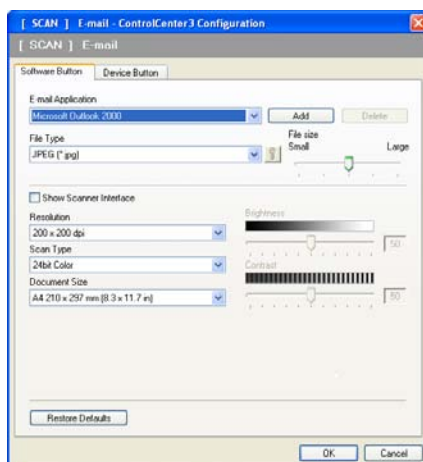 [ SCAN ] E-mail - ControlCenter3 Configuration
[ SCAN ] E-mail
Software Button Device Button
E-mail Application
Microsoft Outlook 2000 Add Delete
File Type File size
Small Large
JPEG (*.jpg)
Show Scanner Interface
Resolution Brightness
200 x 200 dpi 50
Scan Type
24bit Color Contrast
Document Size
A4 210 x 297 mm (8.3 x 11.7 in) 50
Restore Defaults
OK Cancel